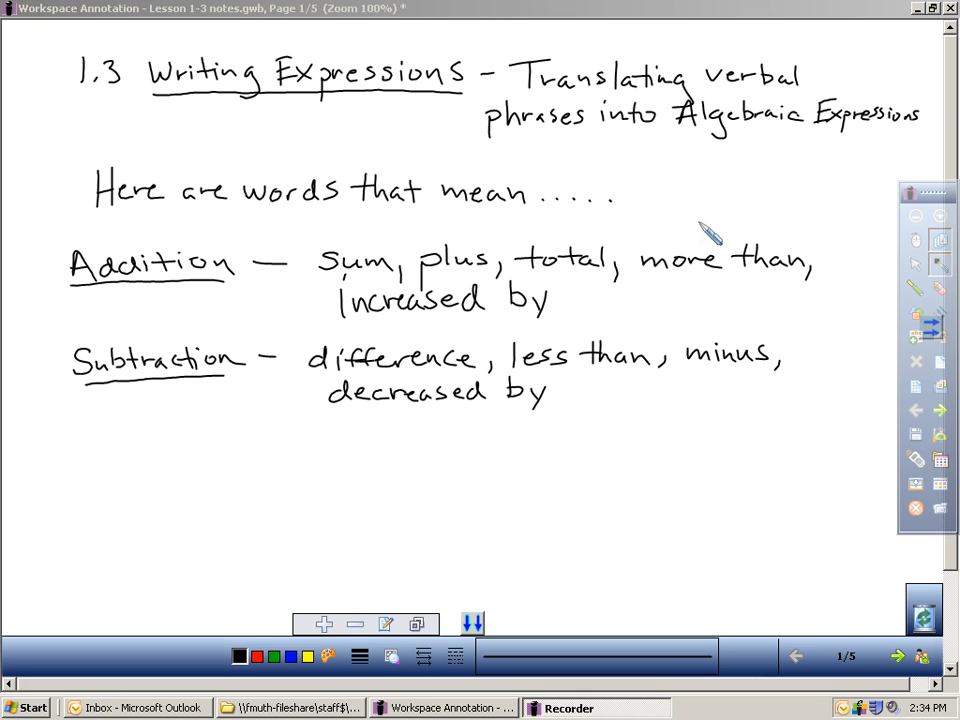 Workspace Annotation - Lesson 1-3 notes.gwb, Page 1/5 (Zoom 100%) *
1.3 Writing Expressions - Translating verbal
phrases into Algebraic Expressions
Here are words that mean .....
Addition — sum, plus, total, more than,
increased by
Subtraction - difference, less than, minus,
decreased by
1/5
Start
Inbox - Microsoft Outlook
\\fmuth-fileshare\staff$\...
Workspace Annotation - ...
Recorder
2:34 PM